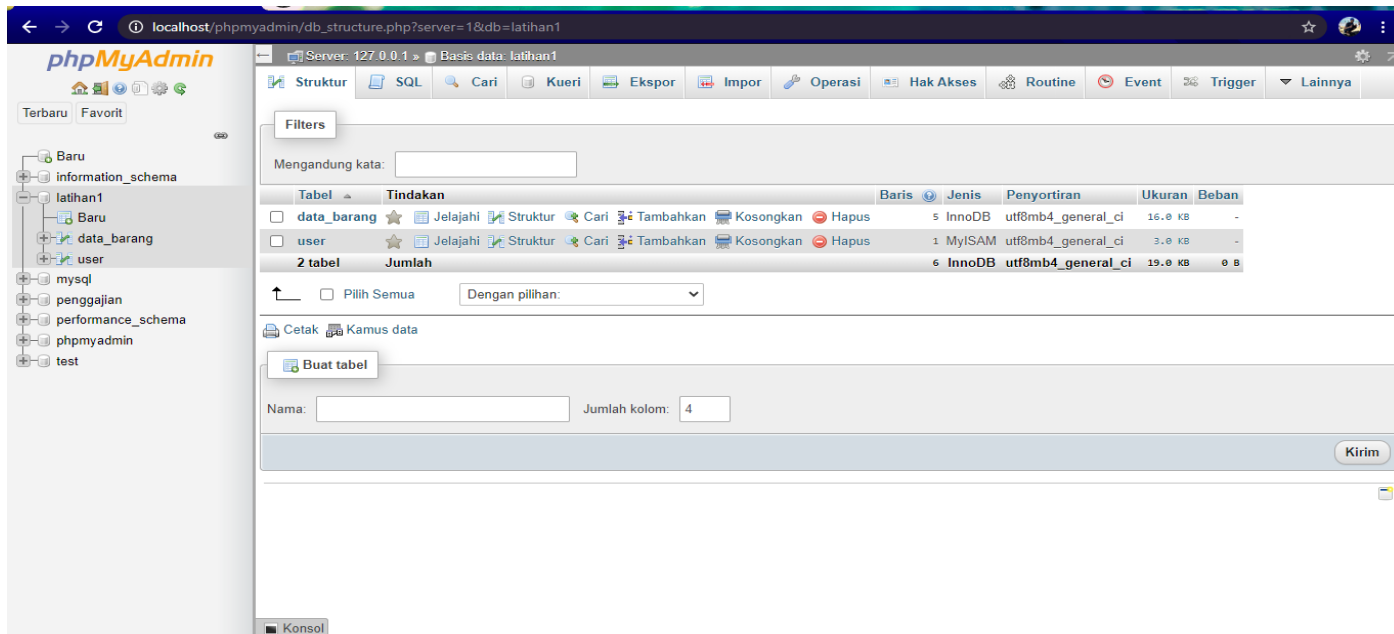 localhost/phpmyadmin/db_structure.php?server=1&db=latihan1
phpMyAdmin
Terbaru Favorit
Baru
information_schema
latihan1
Baru
data_barang
user
mysql
penggajian
performance_schema
phpmyadmin
test
Server: 127.0.0.1 » Basis data: latihan1
Struktur SQL Cari Kueri Ekspor Impor Operasi Hak Akses Routine Event Trigger Lainnya
Filters
Mengandung kata:
Tabel Tindakan Baris Jenis Penyortiran Ukuran Beban
data_barang Jelajahi Struktur Cari Tambahkan Kosongkan Hapus 5 InnoDB utf8mb4_general_ci 16.0 KB -
user Jelajahi Struktur Cari Tambahkan Kosongkan Hapus 1 MyISAM utf8mb4_general_ci 3.0 KB -
2 tabel Jumlah 6 InnoDB utf8mb4_general_ci 19.0 KB 0 B
Pilih Semua Dengan pilihan:
Cetak Kamus data
Buat tabel
Nama: Jumlah kolom: 4
Kirim
Konsol